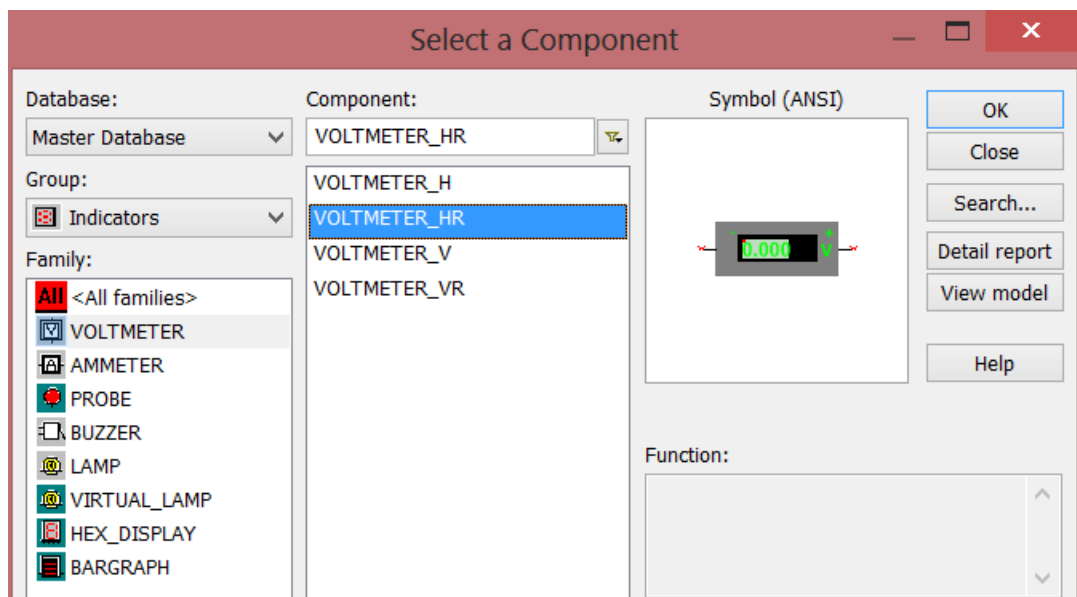 Select a Component
Database:
Master Database
Group:
Indicators
Family:
All <All families>
VOLTMETER
A AMMETER
PROBE
BUZZER
LAMP
VIRTUAL_LAMP
HEX_DISPLAY
BARGRAPH
Component:
VOLTMETER_HR
VOLTMETER_H
VOLTMETER_HR
VOLTMETER_V
VOLTMETER_VR
Symbol (ANSI)
- +
0.000 V
Function:
OK
Close
Search...
Detail report
View model
Help